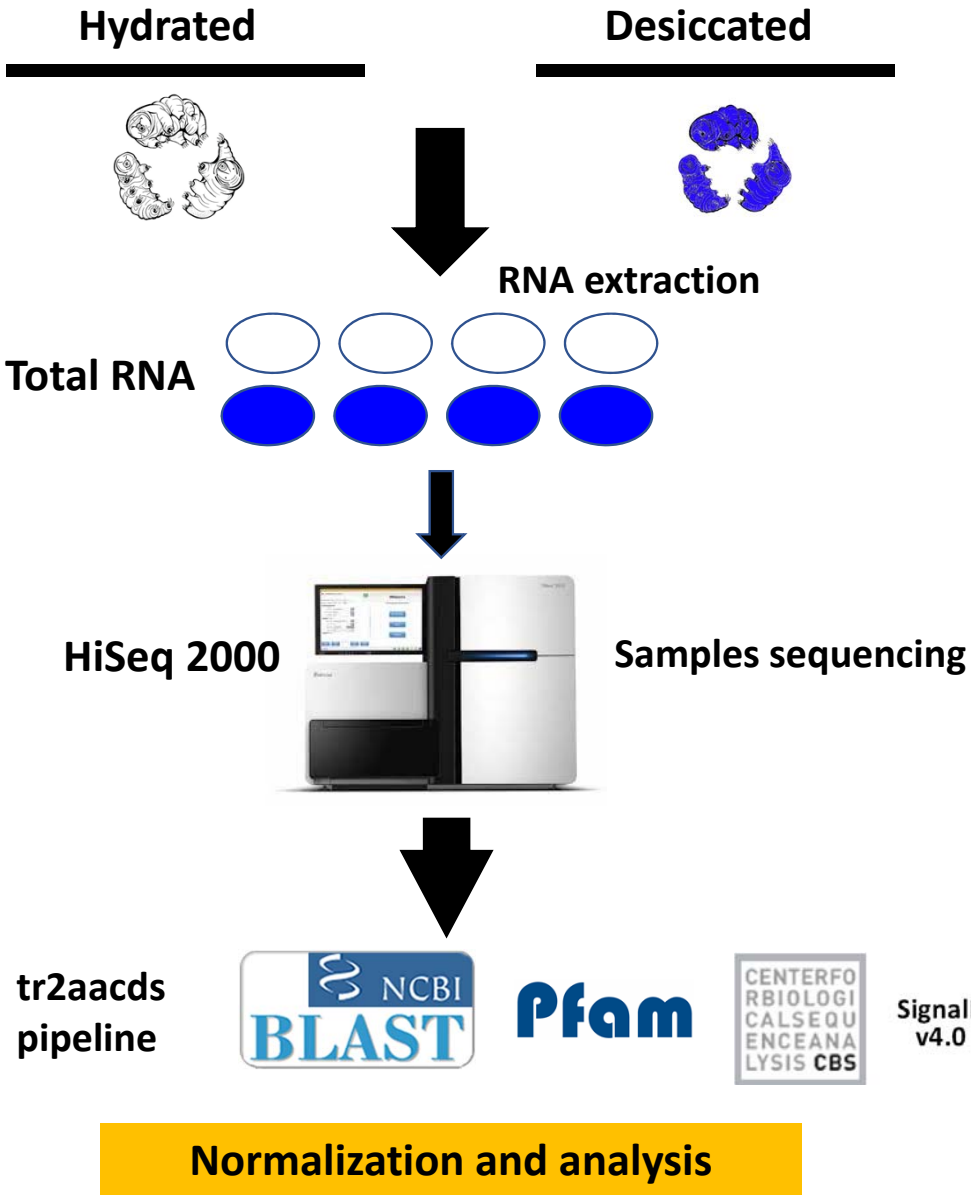 Hydrated
Desiccated
RNA extraction
Total RNA
HiSeq 2000
Samples sequencing
tr2aacds
pipeline
NCBI
BLAST
Pfam
CENTERFO
RBIOLOGI
CALSEQU
ENCEANA
LYSIS CBS
Signal
v4.0
Normalization and analysis